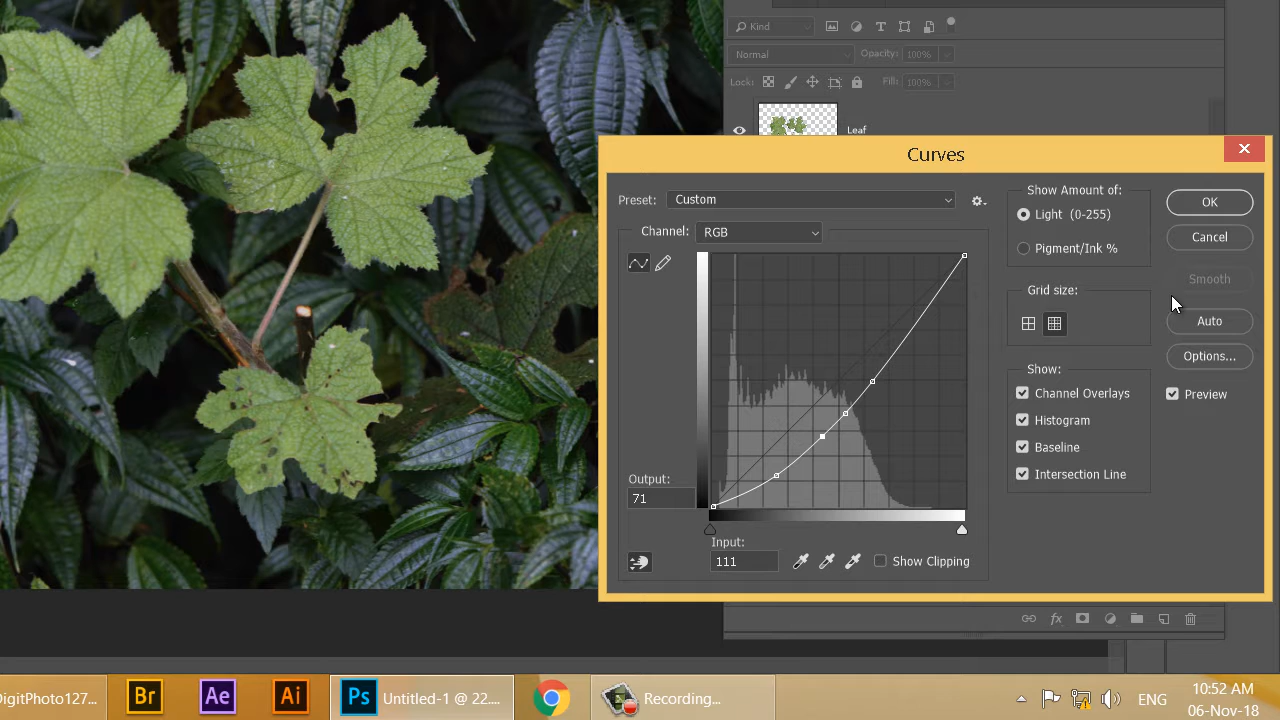 Kind
Normal
Opacity: 100%
Lock:
Fill: 100%
Leaf
Curves
Preset: Custom
Channel: RGB
Output:
71
Input:
111
Show Clipping
Show Amount of:
Light (0-255)
Pigment/Ink %
Grid size:
Show:
Channel Overlays
Histogram
Baseline
Intersection Line
OK
Cancel
Smooth
Auto
Options...
Preview
fx
DigitPhoto127...
Br
Ae
Ai
Ps
Untitled-1 @ 22....
Recording...
ENG
10:52 AM
06-Nov-18